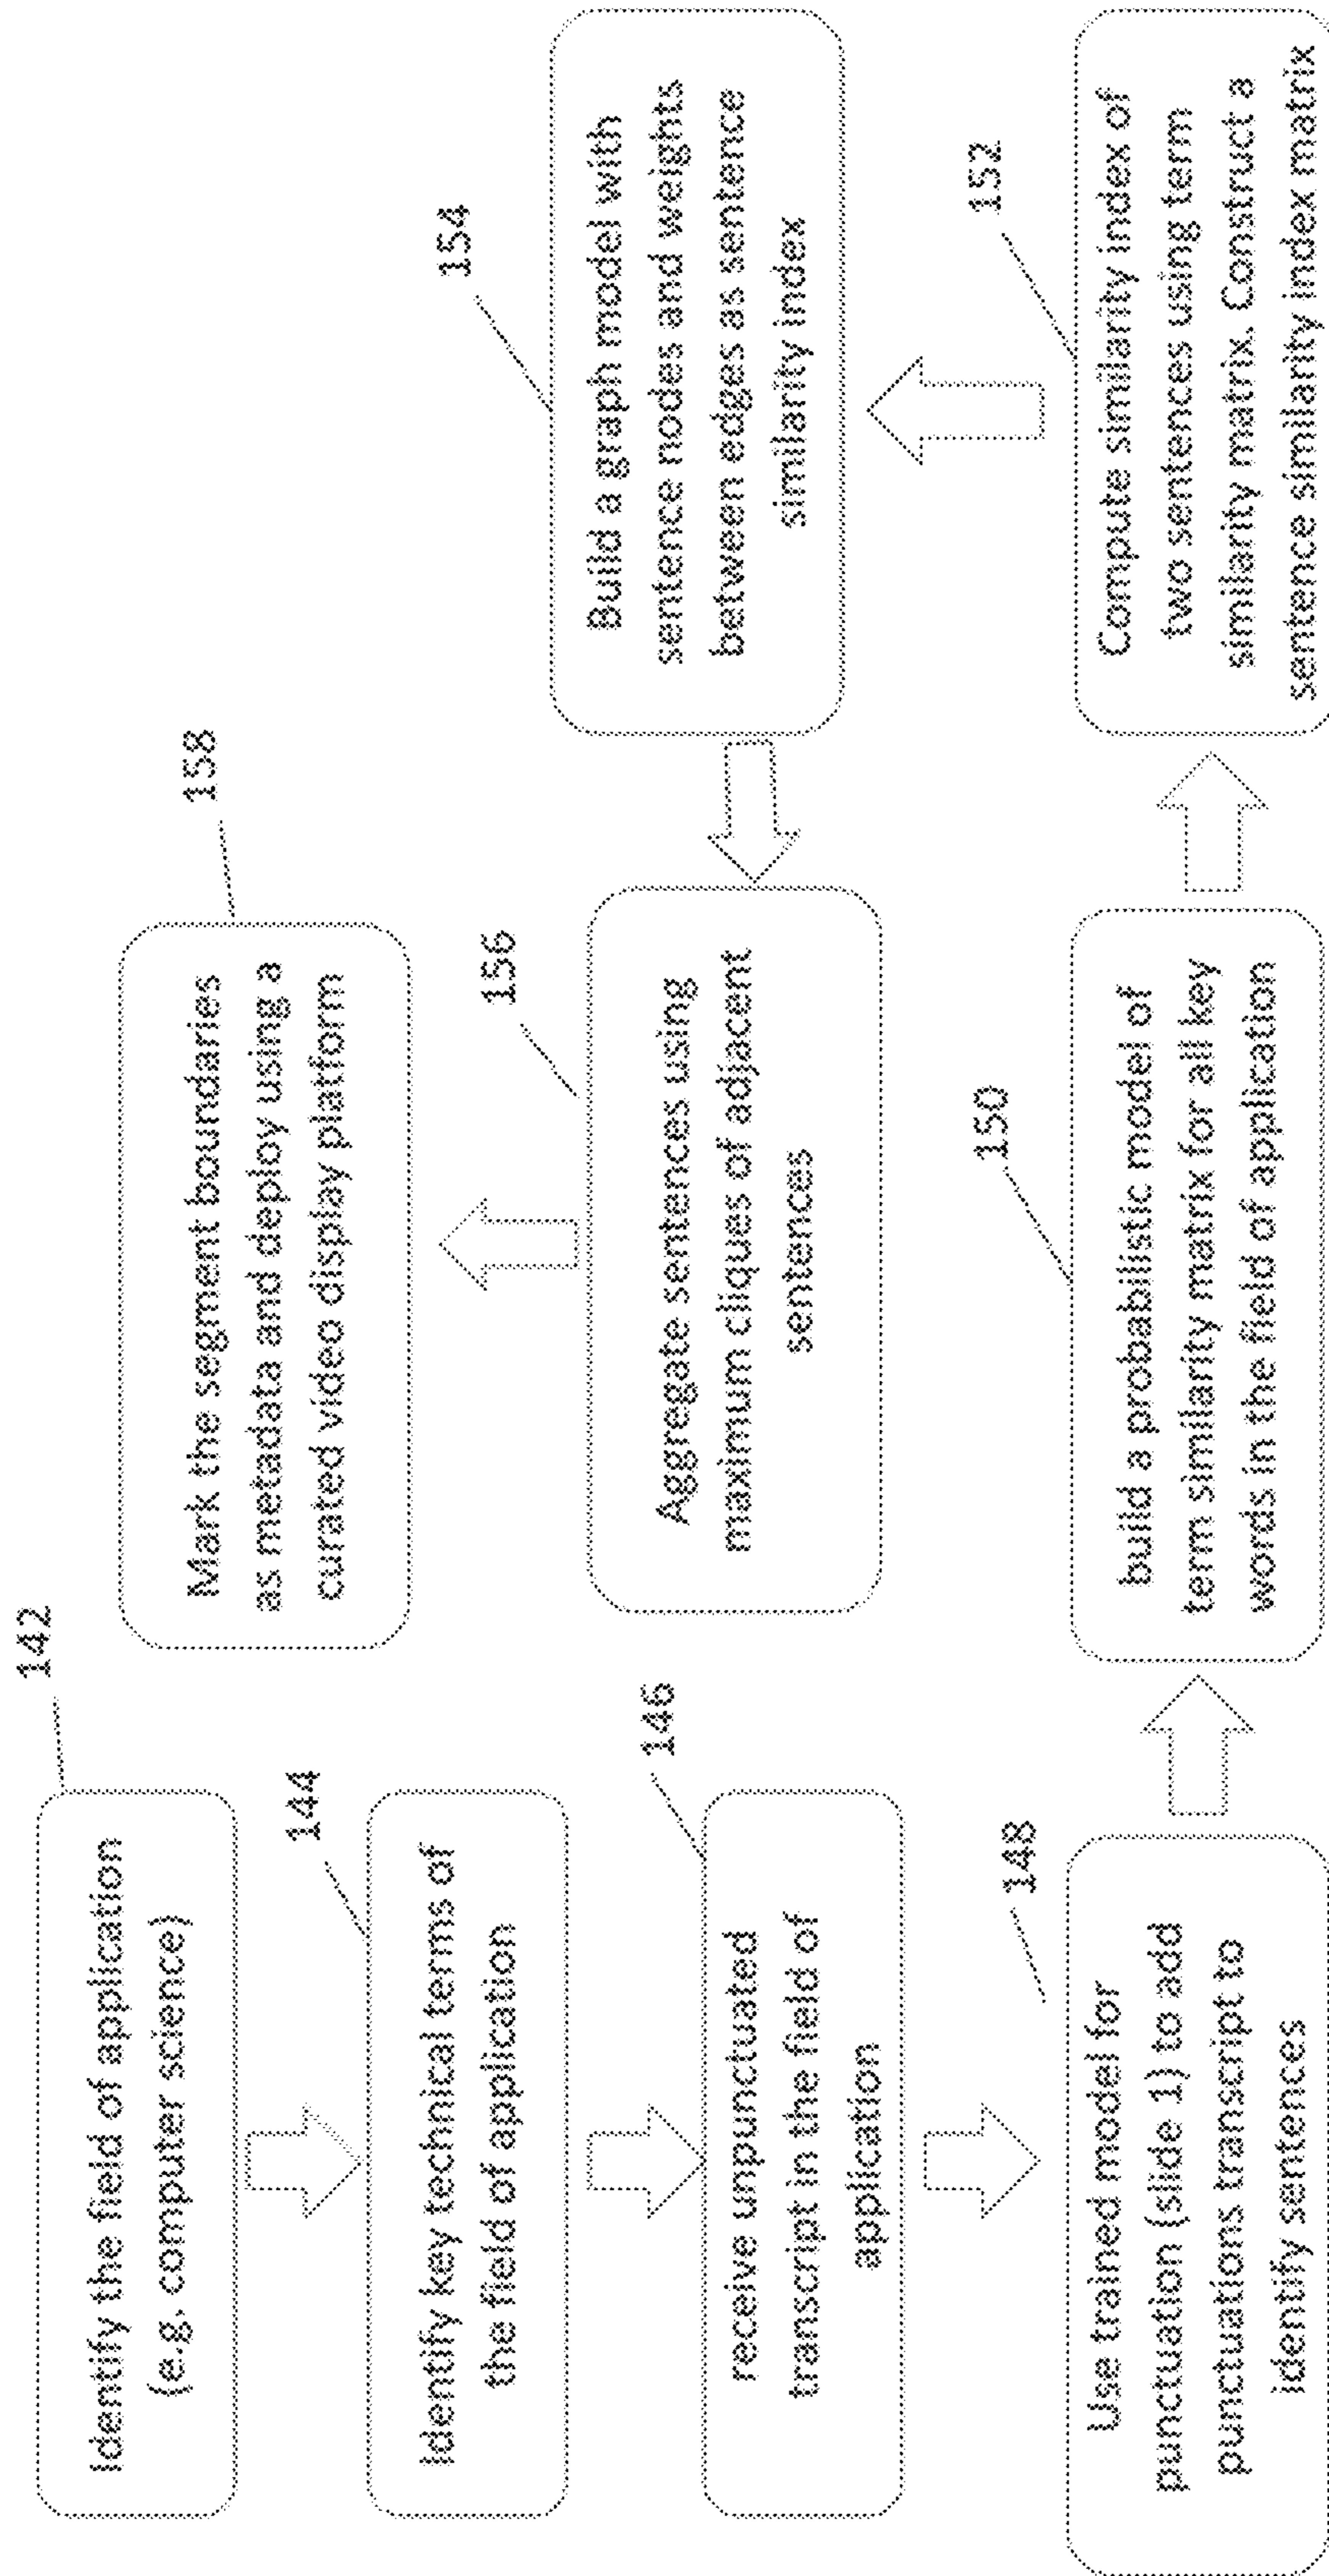 142
Identify the field of application
(e.g. computer science)
144
Identify key technical terms of
the field of application
146
receive unpunctuated
transcript in the field of
application
148
Use trained model for
punctuation (slide 1) to add
punctuations transcript to
identify sentences
150
build a probabilistic model of
term similarity matrix for all key
words in the field of application
152
Compute similarity index of
two sentences using term
similarity matrix. Construct a
sentence similarity index matrix
154
Build a graph model with
sentence nodes and weights
between edges as sentence
similarity index
156
Aggregate sentences using
maximum cliques of adjacent
sentences
158
Mark the segment boundaries
as metadata and deploy using a
curated video display platform